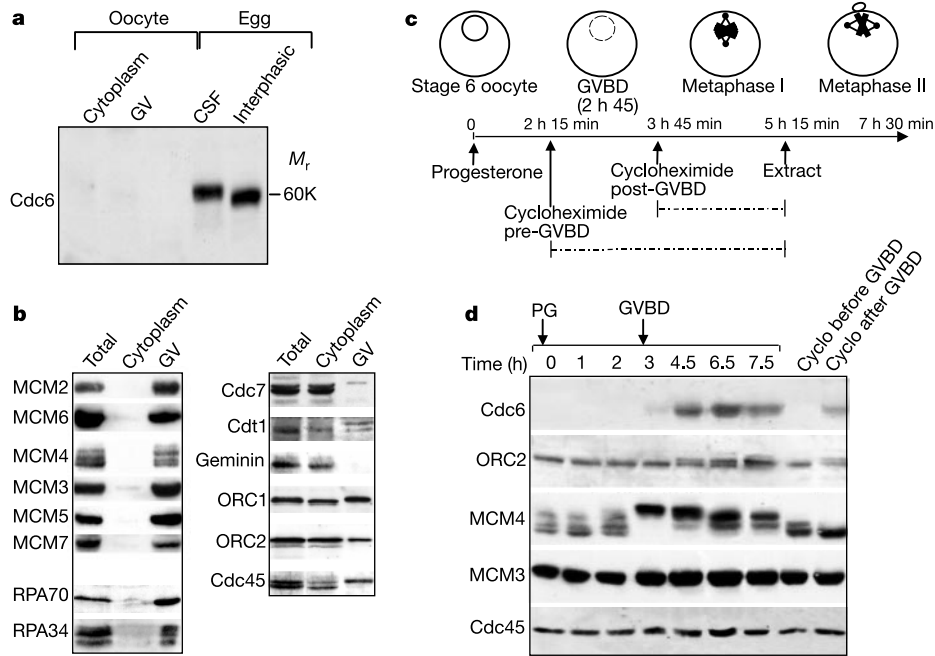 a
Oocyte Egg
Cytoplasm GV CSF Interphasic
Mr
Cdc6 60K
b
Total Cytoplasm GV
MCM2
MCM6
MCM4
MCM3
MCM5
MCM7
RPA70
RPA34
Total Cytoplasm GV
Cdc7
Cdt1
Geminin
ORC1
ORC2
Cdc45
c
Stage 6 oocyte GVBD Metaphase I Metaphase II
(2 h 45)
0 2 h 15 min 3 h 45 min 5 h 15 min 7 h 30 min
Progesterone Cycloheximide Extract
post-GVBD
Cycloheximide
pre-GVBD
d
PG GVBD Cyclo before GVBD Cyclo after GVBD
Time (h) 0 1 2 3 4.5 6.5 7.5
Cdc6
ORC2
MCM4
MCM3
Cdc45